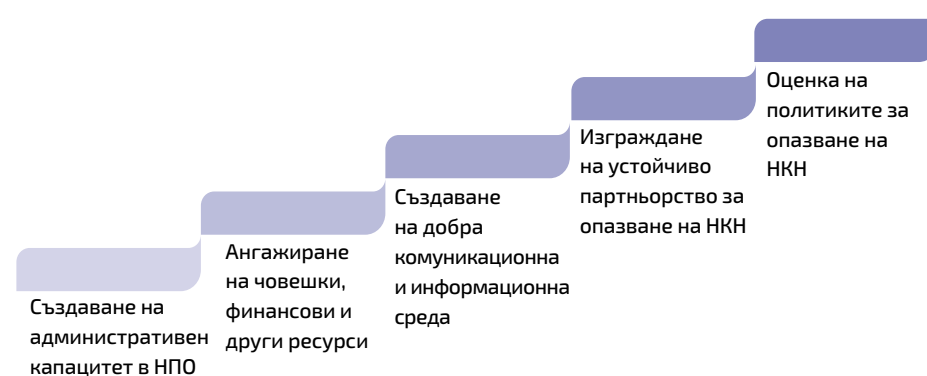 Създаване на
административен
капацитет в НПО
Ангажиране
на човешки,
финансови и
други ресурси
Създаване
на добра
комуникационна
и информационна
среда
Изграждане
на устойчиво
партньорство за
опазване на НКН
Оценка на
политиките за
опазване на
НКН